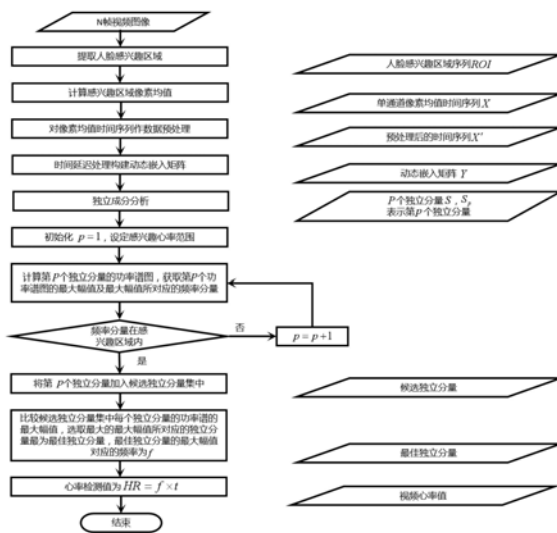 N帧视频图像
提取人脸感兴趣区域
人脸感兴趣区域序列ROI
计算感兴趣区域像素均值
单通道像素均值时间序列X
对像素均值时间序列作数据预处理
预处理后的时间序列X'
时间延迟处理构建动态嵌入矩阵
动态嵌入矩阵Y
独立成分分析
P个独立分量S，Sp
表示第p个独立分量
初始化 p=1，设定感兴趣心率范围
计算第P个独立分量的功率谱图，获取第P个功
率谱图的最大幅值及最大幅值所对应的频率分量
频率分量在感
兴趣区域内
否
p=p+1
是
将第P个独立分量加入候选独立分量集中
候选独立分量
比较候选独立分量集中每个独立分量的功率谱的
最大幅值，选取最大的最大幅值所对应的独立分
量最为最佳独立分量，最佳独立分量的最大幅值
对应的频率为f
最佳独立分量
心率检测值为HR=f×t
视频心率值
结束